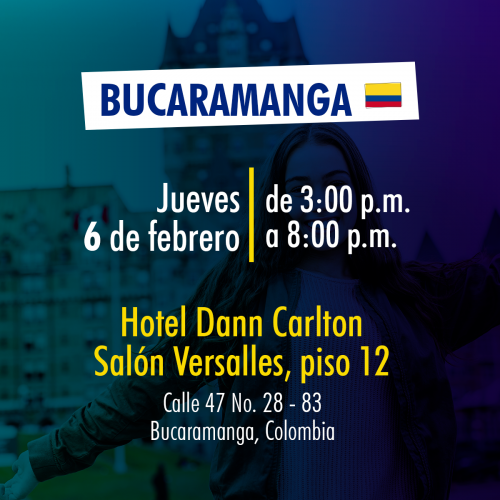 BUCARAMANGA
Jueves
6 de febrero
de 3:00 p.m.
a 8:00 p.m.
Hotel Dann Carlton
Salón Versalles, piso 12
Calle 47 No. 28 - 83
Bucaramanga, Colombia